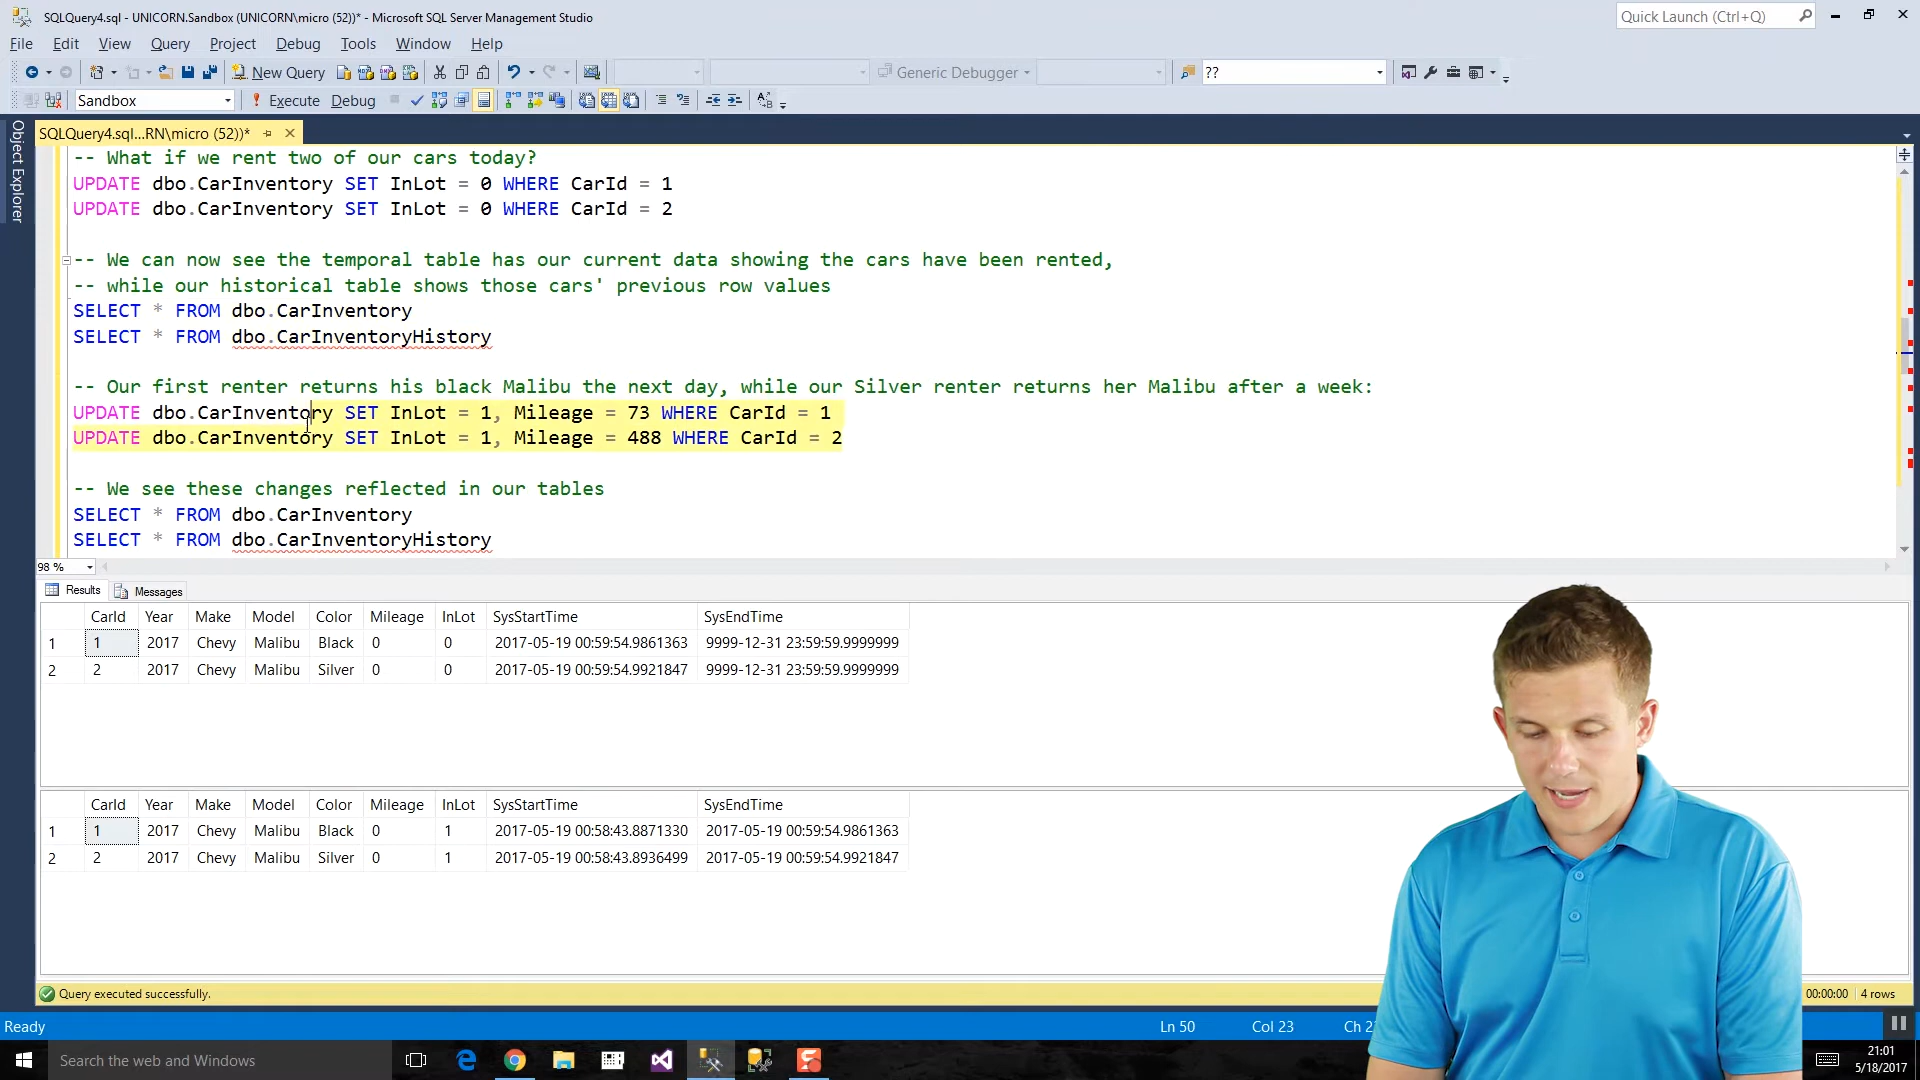 SQLQuery4.sql - UNICORN.Sandbox (UNICORN\micro (52))* - Microsoft SQL Server Management Studio
Quick Launch (Ctrl+Q)
File Edit View Query Project Debug Tools Window Help
New Query Generic Debugger ??
Sandbox Execute Debug
SQLQuery4.sql...RN\micro (52))*
Object Explorer
-- What if we rent two of our cars today?
UPDATE dbo.CarInventory SET InLot = 0 WHERE CarId = 1
UPDATE dbo.CarInventory SET InLot = 0 WHERE CarId = 2
-- We can now see the temporal table has our current data showing the cars have been rented,
-- while our historical table shows those cars' previous row values
SELECT * FROM dbo.CarInventory
SELECT * FROM dbo.CarInventoryHistory
-- Our first renter returns his black Malibu the next day, while our Silver renter returns her Malibu after a week:
UPDATE dbo.CarInventory SET InLot = 1, Mileage = 73 WHERE CarId = 1
UPDATE dbo.CarInventory SET InLot = 1, Mileage = 488 WHERE CarId = 2
-- We see these changes reflected in our tables
SELECT * FROM dbo.CarInventory
SELECT * FROM dbo.CarInventoryHistory
98 %
Results Messages
CarId Year Make Model Color Mileage InLot SysStartTime SysEndTime
1 1 2017 Chevy Malibu Black 0 0 2017-05-19 00:59:54.9861363 9999-12-31 23:59:59.9999999
2 2 2017 Chevy Malibu Silver 0 0 2017-05-19 00:59:54.9921847 9999-12-31 23:59:59.9999999
CarId Year Make Model Color Mileage InLot SysStartTime SysEndTime
1 1 2017 Chevy Malibu Black 0 1 2017-05-19 00:58:43.8871330 2017-05-19 00:59:54.9861363
2 2 2017 Chevy Malibu Silver 0 1 2017-05-19 00:58:43.8936499 2017-05-19 00:59:54.9921847
Query executed successfully. 00:00:00 4 rows
Ready Ln 50 Col 23 Ch
Search the web and Windows
21:01
5/18/2017